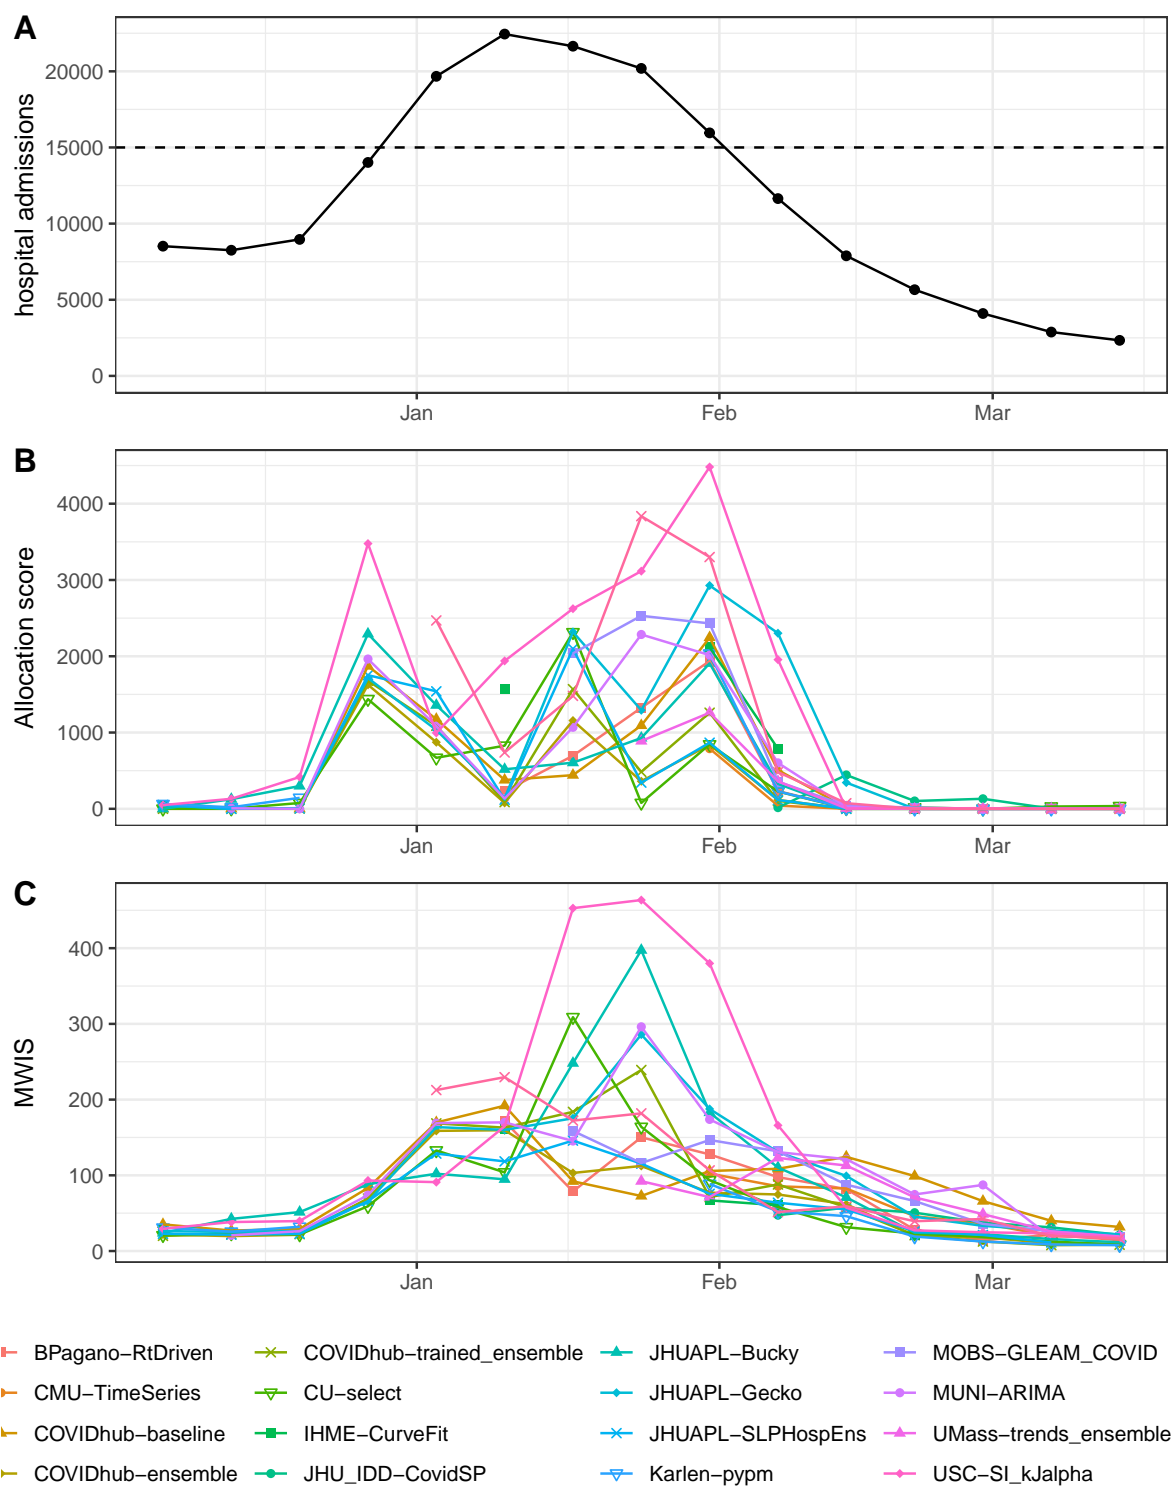 A
hospital admissions
20000
15000
10000
5000
0
Jan Feb Mar
B
Allocation score
4000
3000
2000
1000
0
Jan Feb Mar
C
MWIS
400
300
200
100
0
Jan Feb Mar
BPagano−RtDriven COVIDhub−trained_ensemble JHUAPL−Bucky MOBS−GLEAM_COVID
CMU−TimeSeries CU−select JHUAPL−Gecko MUNI−ARIMA
COVIDhub−baseline IHME−CurveFit JHUAPL−SLPHospEns UMass−trends_ensemble
COVIDhub−ensemble JHU_IDD−CovidSP Karlen−pypm USC−SI_kJalpha